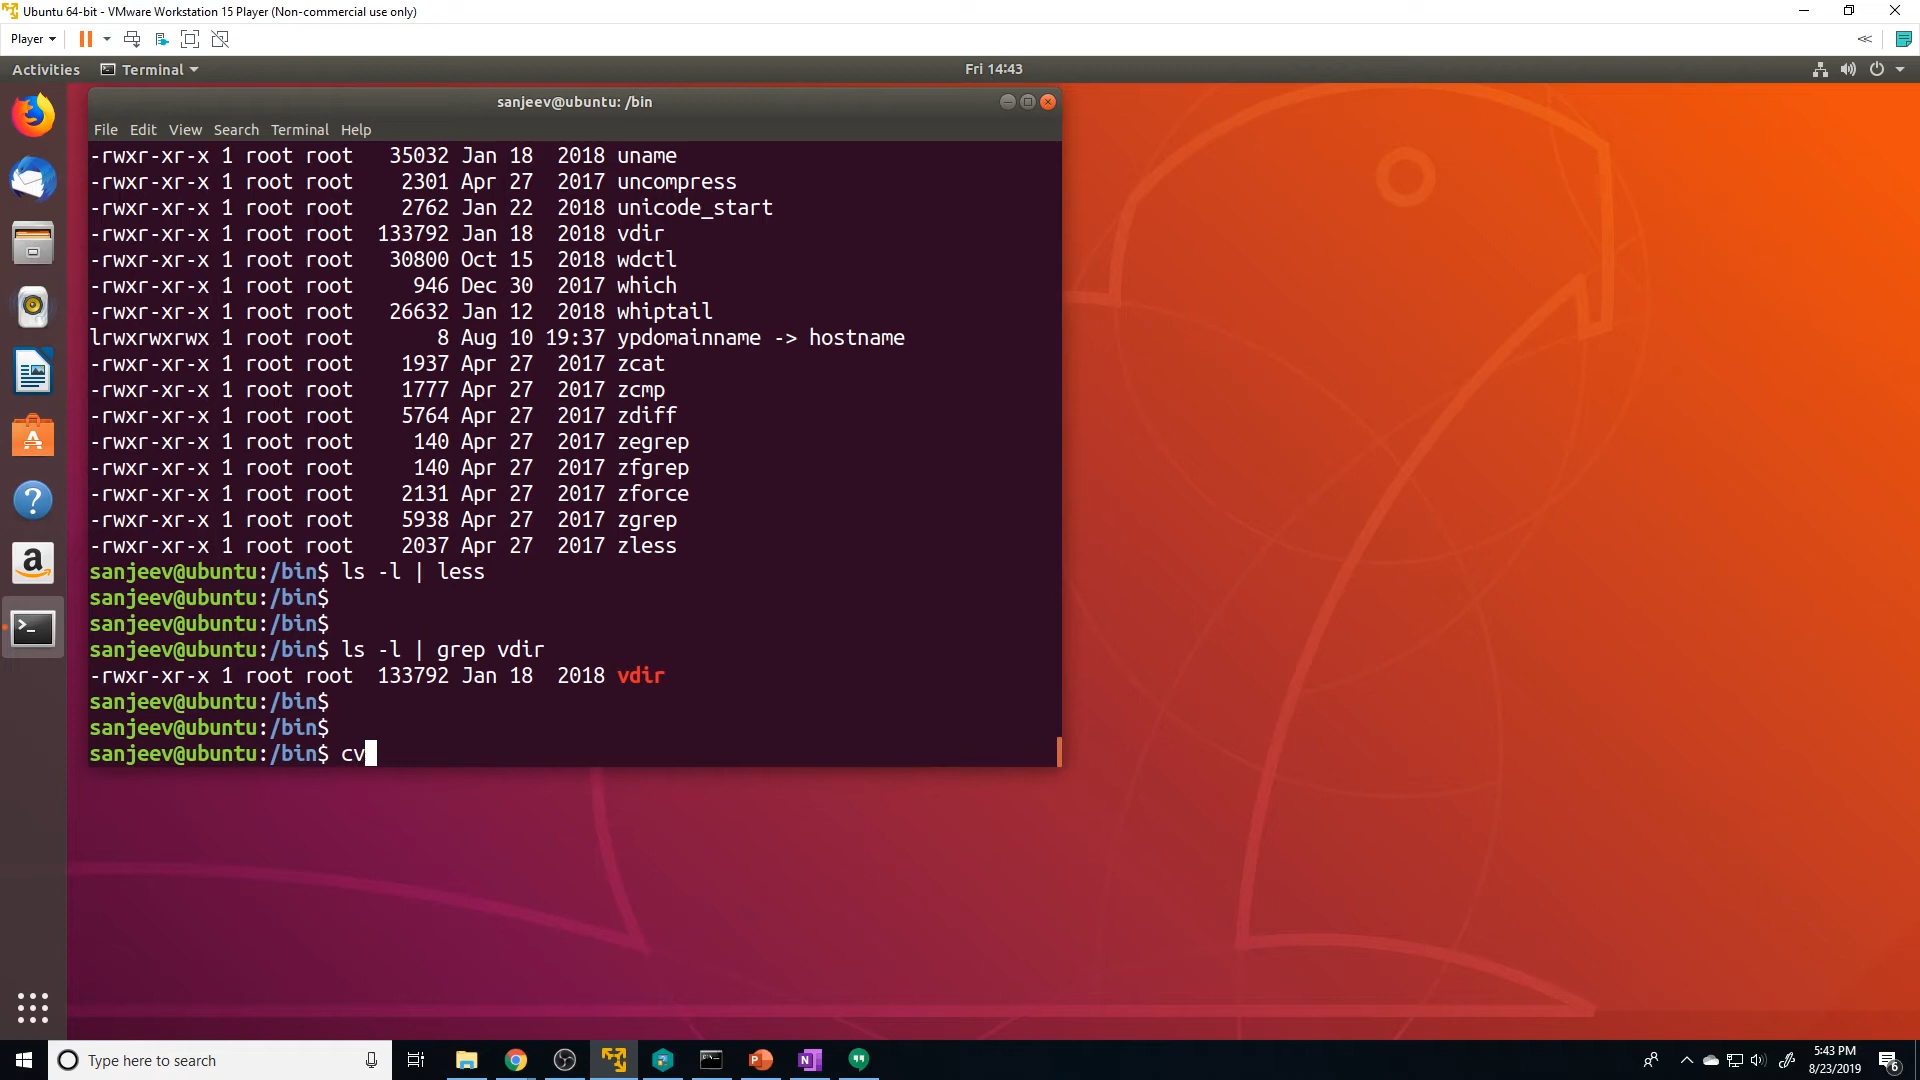 Ubuntu 64-bit - VMware Workstation 15 Player (Non-commercial use only)
Player
Activities Terminal Fri 14:43
sanjeev@ubuntu: /bin
File Edit View Search Terminal Help
-rwxr-xr-x 1 root root   35032 Jan 18  2018 uname
-rwxr-xr-x 1 root root    2301 Apr 27  2017 uncompress
-rwxr-xr-x 1 root root    2762 Jan 22  2018 unicode_start
-rwxr-xr-x 1 root root  133792 Jan 18  2018 vdir
-rwxr-xr-x 1 root root   30800 Oct 15  2018 wdctl
-rwxr-xr-x 1 root root     946 Dec 30  2017 which
-rwxr-xr-x 1 root root   26632 Jan 12  2018 whiptail
lrwxrwxrwx 1 root root       8 Aug 10 19:37 ypdomainname -> hostname
-rwxr-xr-x 1 root root    1937 Apr 27  2017 zcat
-rwxr-xr-x 1 root root    1777 Apr 27  2017 zcmp
-rwxr-xr-x 1 root root    5764 Apr 27  2017 zdiff
-rwxr-xr-x 1 root root     140 Apr 27  2017 zegrep
-rwxr-xr-x 1 root root     140 Apr 27  2017 zfgrep
-rwxr-xr-x 1 root root    2131 Apr 27  2017 zforce
-rwxr-xr-x 1 root root    5938 Apr 27  2017 zgrep
-rwxr-xr-x 1 root root    2037 Apr 27  2017 zless
sanjeev@ubuntu:/bin$ ls -l | less
sanjeev@ubuntu:/bin$
sanjeev@ubuntu:/bin$
sanjeev@ubuntu:/bin$ ls -l | grep vdir
-rwxr-xr-x 1 root root  133792 Jan 18  2018 vdir
sanjeev@ubuntu:/bin$
sanjeev@ubuntu:/bin$
sanjeev@ubuntu:/bin$ cv
Type here to search
5:43 PM
8/23/2019
6